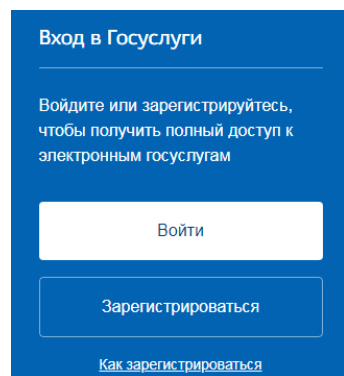 Вход в Госуслуги
Войдите или зарегистрируйтесь,
чтобы получить полный доступ к
электронным госуслугам
Войти
Зарегистрироваться
Как зарегистрироваться